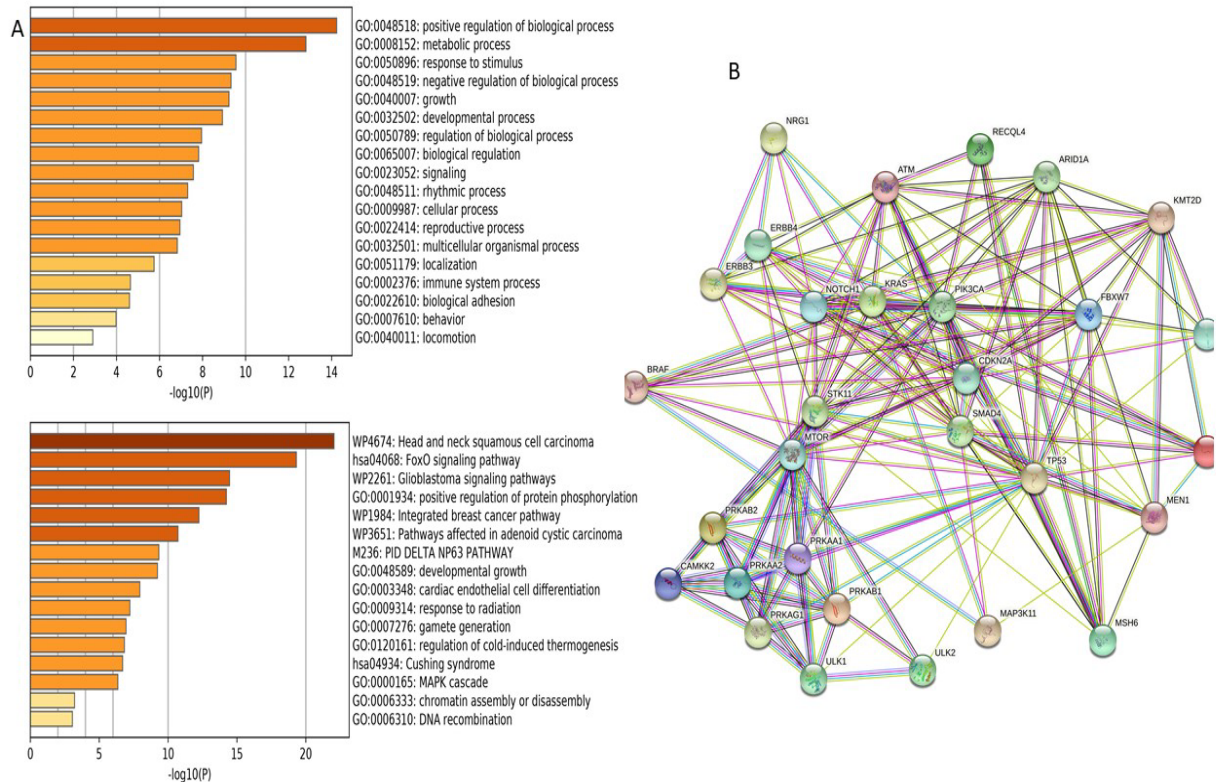 A
GO:0048518: positive regulation of biological process
GO:0008152: metabolic process
GO:0050896: response to stimulus
GO:0048519: negative regulation of biological process
GO:0040007: growth
GO:0032502: developmental process
GO:0050789: regulation of biological process
GO:0065007: biological regulation
GO:0023052: signaling
GO:0048511: rhythmic process
GO:0009987: cellular process
GO:0022414: reproductive process
GO:0032501: multicellular organismal process
GO:0051179: localization
GO:0002376: immune system process
GO:0022610: biological adhesion
GO:0007610: behavior
GO:0040011: locomotion
0 2 4 6 8 10 12 14
-log10(P)
WP4674: Head and neck squamous cell carcinoma
hsa04068: FoxO signaling pathway
WP2261: Glioblastoma signaling pathways
GO:0001934: positive regulation of protein phosphorylation
WP1984: Integrated breast cancer pathway
WP3651: Pathways affected in adenoid cystic carcinoma
M236: PID DELTA NP63 PATHWAY
GO:0048589: developmental growth
GO:0003348: cardiac endothelial cell differentiation
GO:0009314: response to radiation
GO:0007276: gamete generation
GO:0120161: regulation of cold-induced thermogenesis
hsa04934: Cushing syndrome
GO:0000165: MAPK cascade
GO:0006333: chromatin assembly or disassembly
GO:0006310: DNA recombination
0 5 10 15 20
-log10(P)
B
NRG1
RECQL4
ATM
ARID1A
KMT2D
ERBB4
ERBB3
NOTCH1
KRAS
PIK3CA
FBXW7
BRAF
CDKN2A
STK11
SMAD4
MTOR
TP53
MEN1
PRKAB2
PRKAA1
CAMKK2
PRKAA2
PRKAB1
PRKAG1
MAP3K11
MSH6
ULK1
ULK2